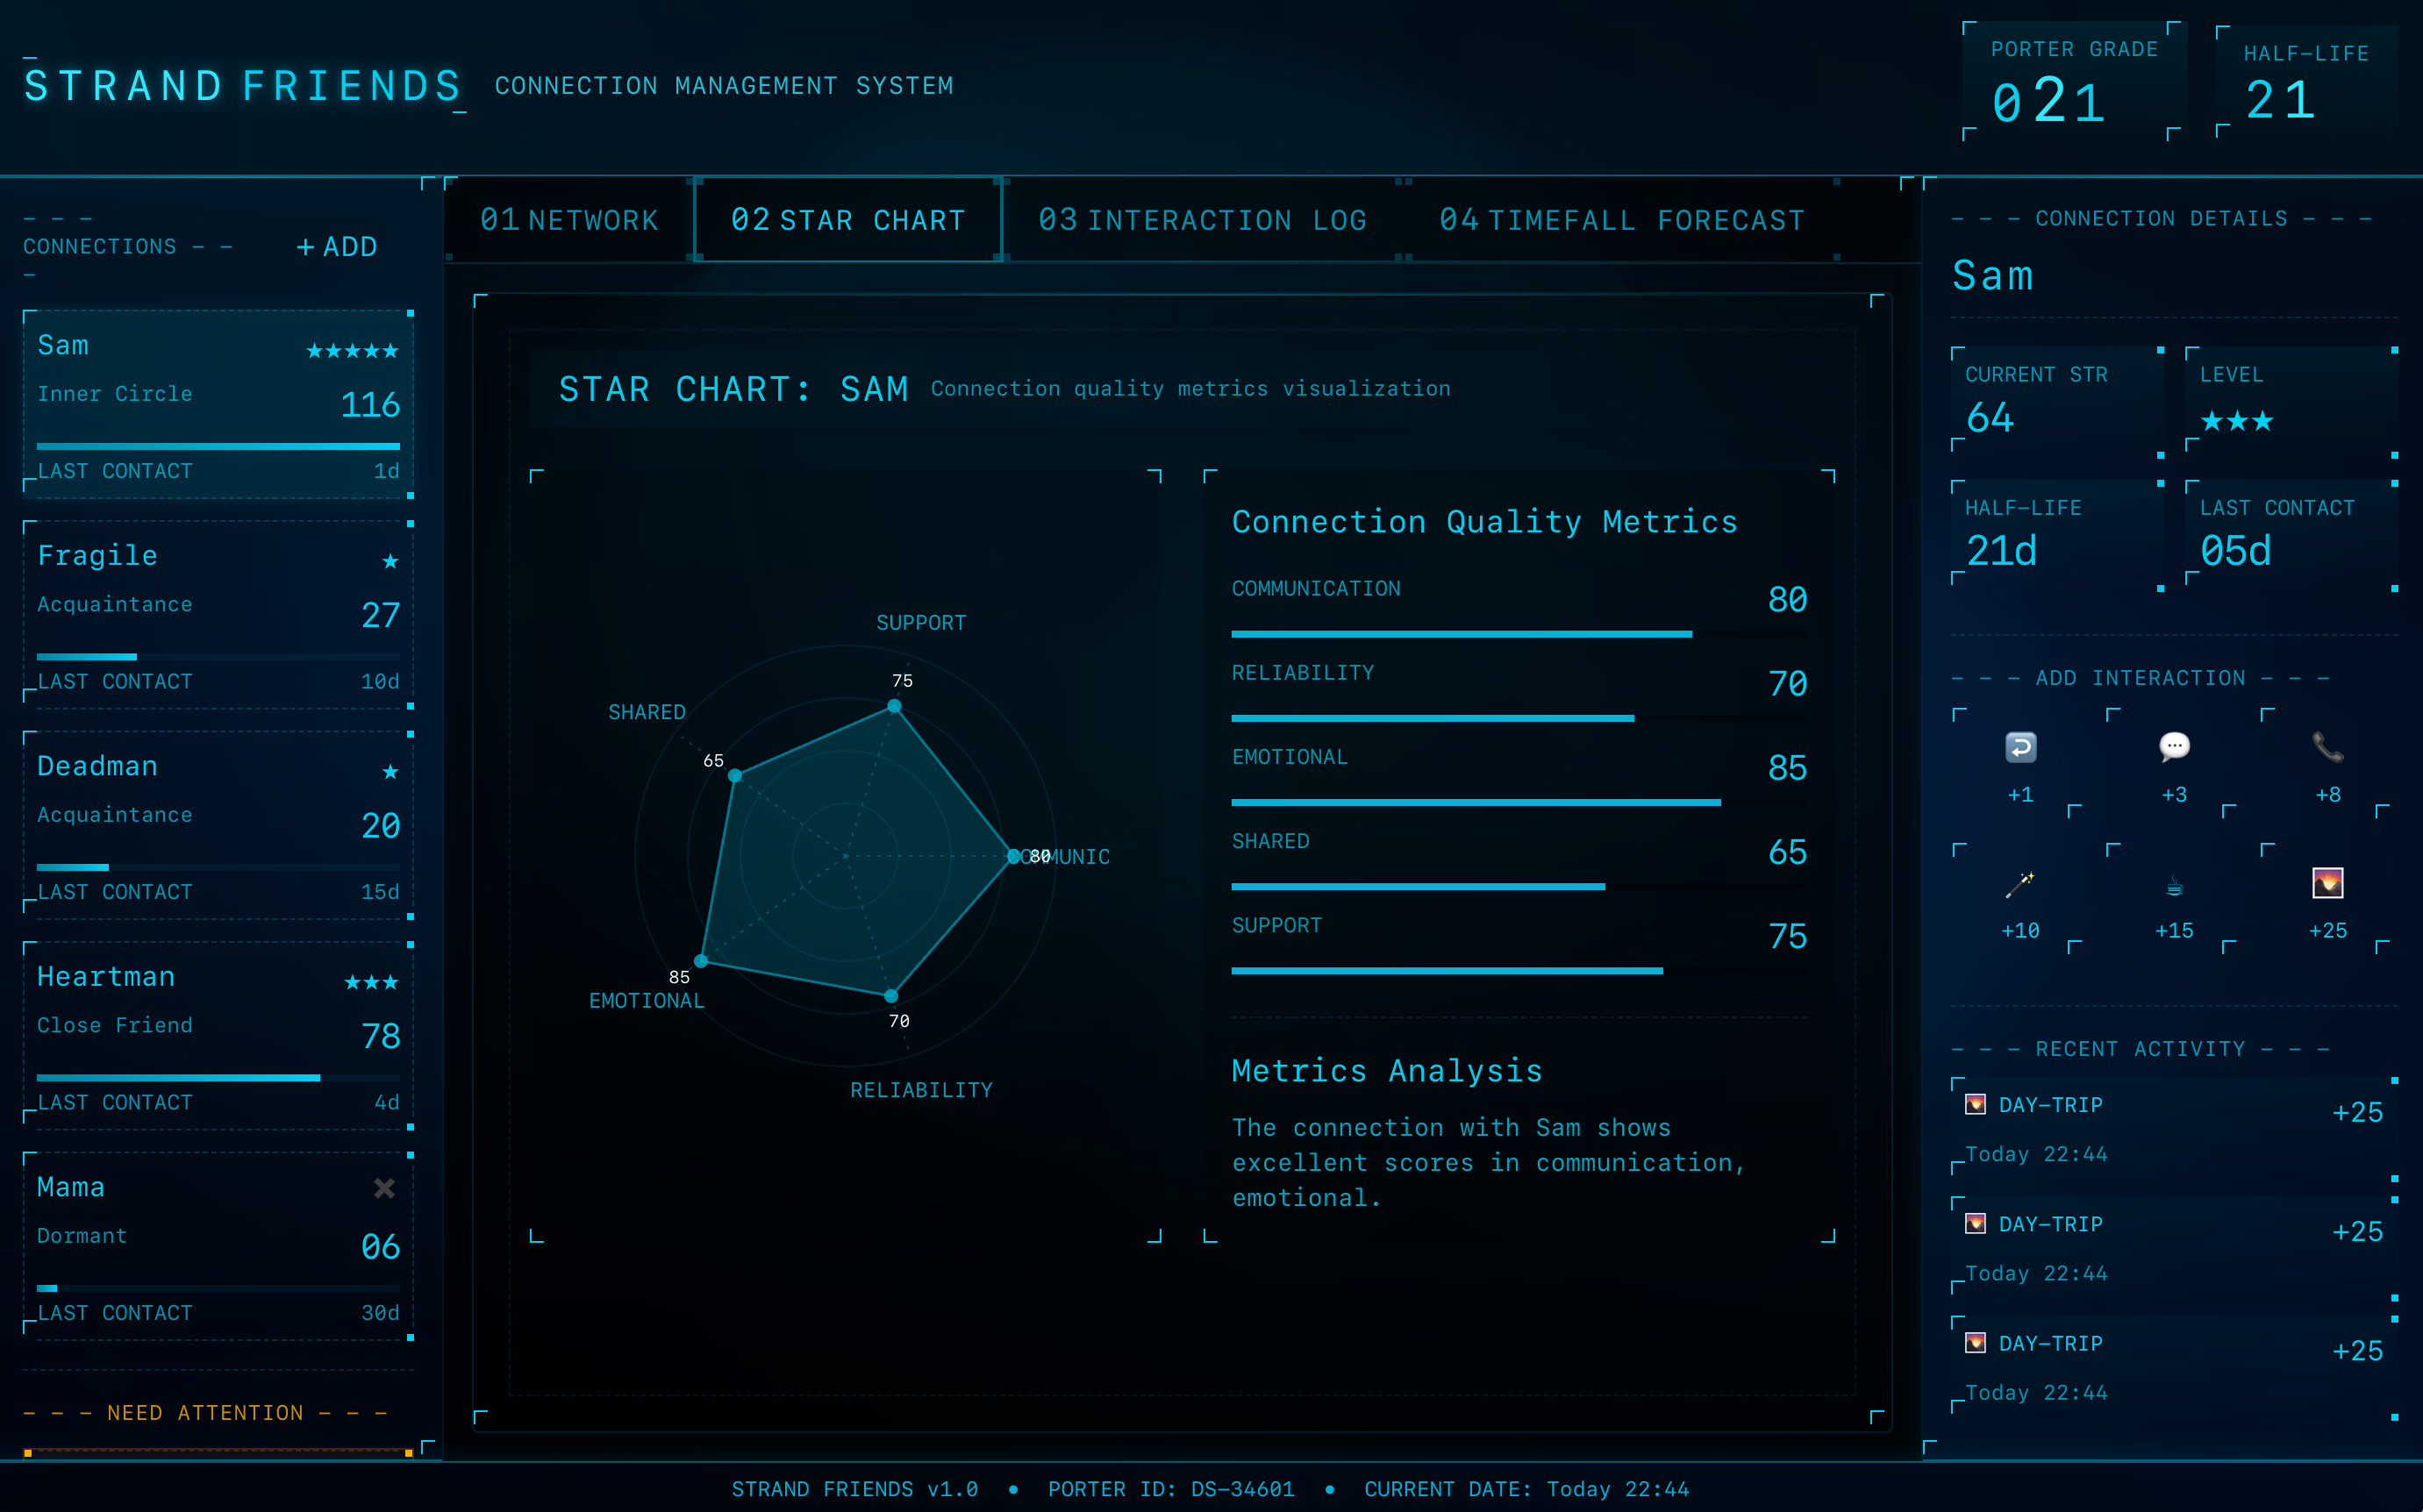 STRAND FRIENDS CONNECTION MANAGEMENT SYSTEM
PORTER GRADE
021
HALF-LIFE
21
- - -
CONNECTIONS - -
-
+ ADD
Sam ★★★★★
Inner Circle 116
LAST CONTACT 1d
Fragile ★
Acquaintance 27
LAST CONTACT 10d
Deadman ★
Acquaintance 20
LAST CONTACT 15d
Heartman ★★★
Close Friend 78
LAST CONTACT 4d
Mama ✖
Dormant 06
LAST CONTACT 30d
- - - NEED ATTENTION - - -
01 NETWORK
02 STAR CHART
03 INTERACTION LOG
04 TIMEFALL FORECAST
STAR CHART: SAM Connection quality metrics visualization
SUPPORT
75
SHARED
65
80
85
EMOTIONAL
70
RELIABILITY
Connection Quality Metrics
COMMUNICATION 80
RELIABILITY 70
EMOTIONAL 85
SHARED 65
SUPPORT 75
Metrics Analysis
The connection with Sam shows
excellent scores in communication,
emotional.
- - - CONNECTION DETAILS - - -
Sam
CURRENT STR
64
LEVEL
★★★
HALF-LIFE
21d
LAST CONTACT
05d
- - - ADD INTERACTION - - -
+1
+3
+8
+10
+15
+25
- - - RECENT ACTIVITY - - -
DAY-TRIP +25
Today 22:44
DAY-TRIP +25
Today 22:44
DAY-TRIP +25
Today 22:44
STRAND FRIENDS v1.0 • PORTER ID: DS-34601 • CURRENT DATE: Today 22:44